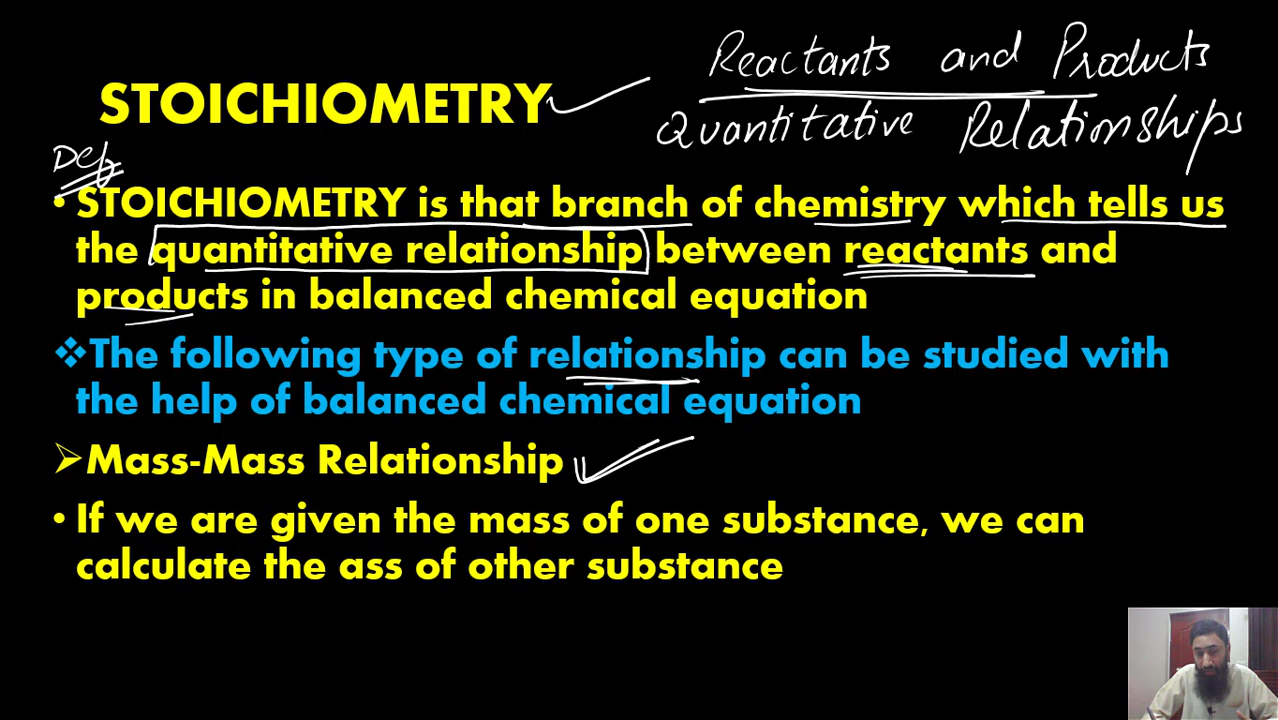 Reactants and Products
STOICHIOMETRY
Quantitative Relationships
Def
• STOICHIOMETRY is that branch of chemistry which tells us
the quantitative relationship between reactants and
products in balanced chemical equation
❖The following type of relationship can be studied with
the help of balanced chemical equation
➢Mass-Mass Relationship
• If we are given the mass of one substance, we can
calculate the ass of other substance